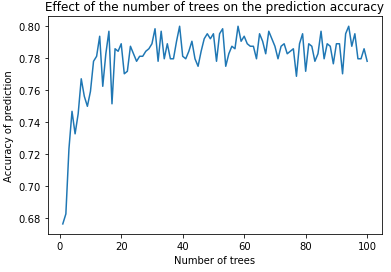 Effect of the number of trees on the prediction accuracy
0.80
0.78
0.76
0.74
0.72
0.70
0.68
Accuracy of prediction
0 20 40 60 80 100
Number of trees